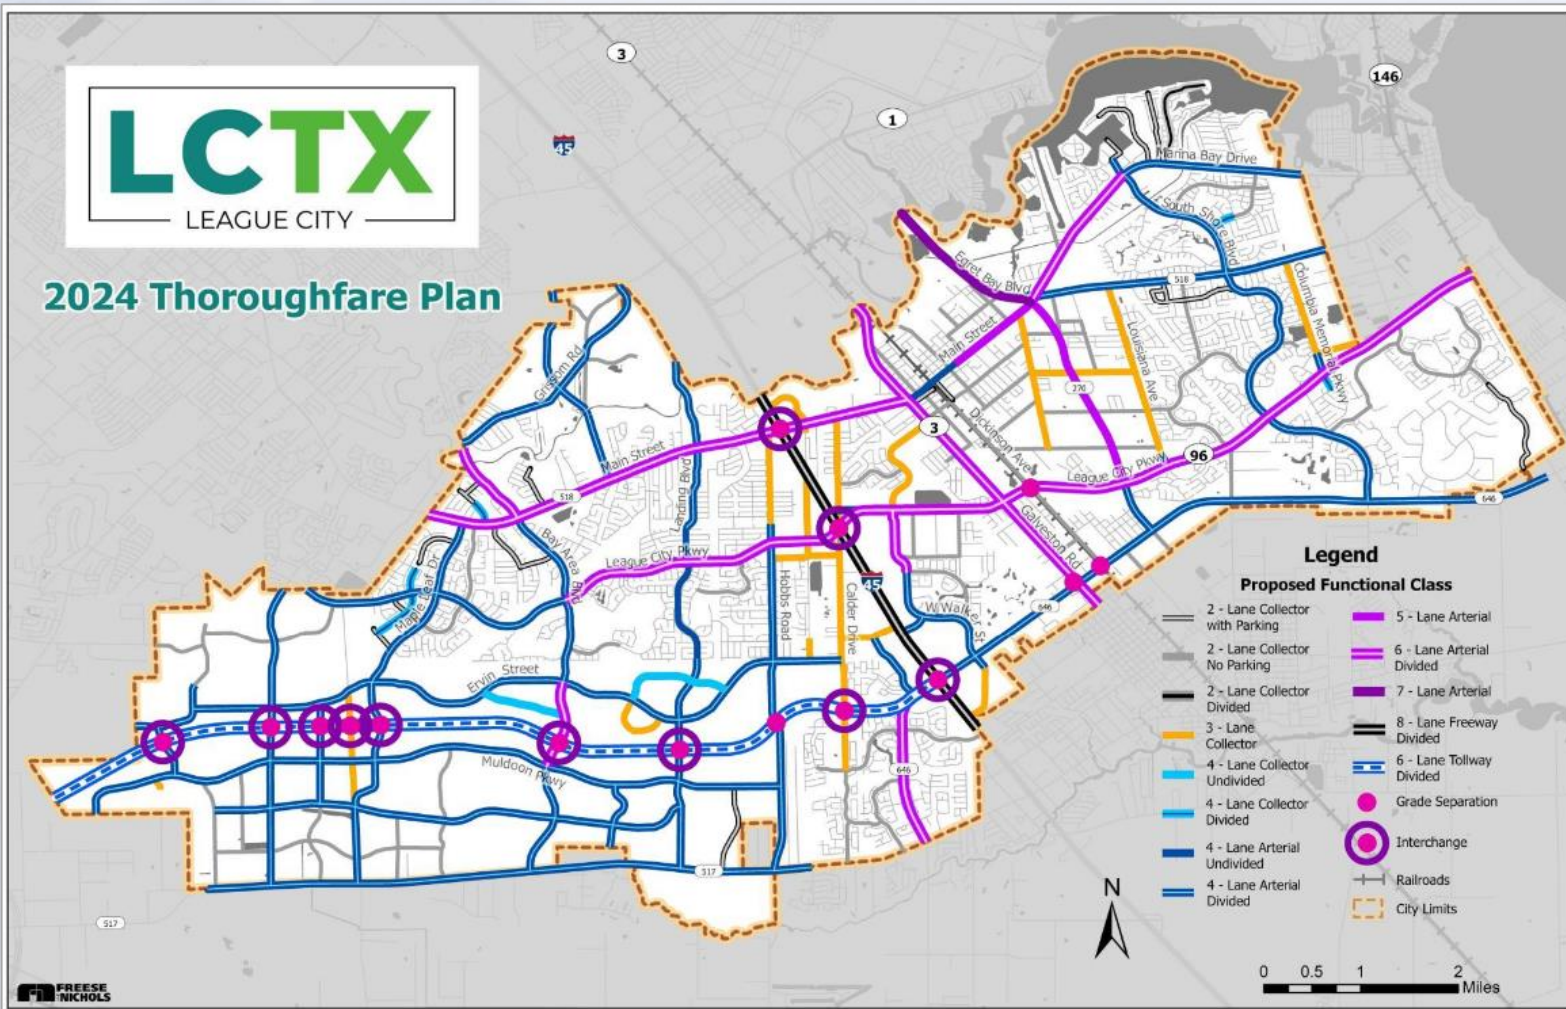 LCTX
LEAGUE CITY
2024 Thoroughfare Plan
3
1
146
45
Marina Bay Drive
South Shore Blvd
Egret Bay Blvd
518
Columbia Memorial Pkwy
Louisiana Ave
Main Street
270
Grissom Rd
Dickinson Ave
3
96
League City Pkwy
Main Street
518
Landing Blvd
646
Galveston Rd
Bay Area Blvd
League City Pkwy
Maple Leaf Dr
Hobbs Road
Calder Drive
45
W Walker St
646
Ervin Street
Muldoon Pkwy
646
517
517
Legend
Proposed Functional Class
2 - Lane Collector
with Parking
2 - Lane Collector
No Parking
2 - Lane Collector
Divided
3 - Lane
Collector
4 - Lane Collector
Undivided
4 - Lane Collector
Divided
4 - Lane Arterial
Undivided
4 - Lane Arterial
Divided
5 - Lane Arterial
6 - Lane Arterial
Divided
7 - Lane Arterial
8 - Lane Freeway
Divided
6 - Lane Tollway
Divided
Grade Separation
Interchange
Railroads
City Limits
N
0 0.5 1 2
Miles
FREESE
NICHOLS